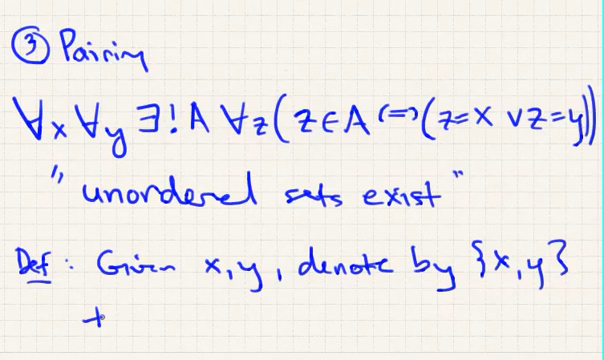 ③ Pairing
∀x ∀y ∃! A ∀z (z ∈ A ⟺ (z = x ∨ z = y))
"unordered sets exist"
Def : Given x, y, denote by {x, y}
t